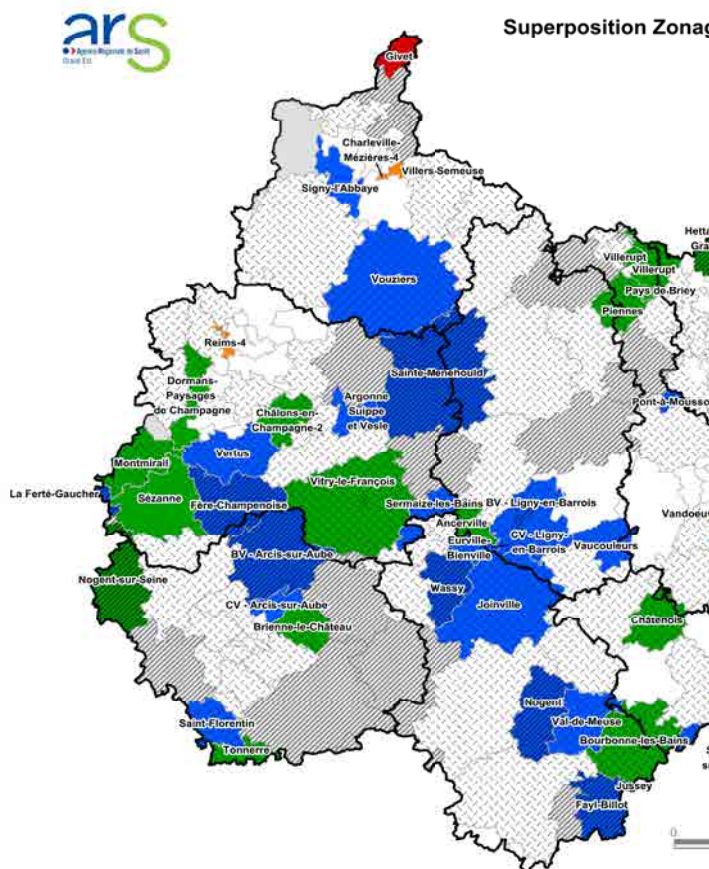 ars
Agence Régionale de Santé
Grand Est
Superposition Zonag
Givet
Charleville-
Mézières-4
Villers-Semeuse
Signy-l'Abbaye
Vouziers
Hetta
Gra
Villerupt
Villerupt
Pays de Briey
Piennes
Reims-4
Sainte-Menehould
Dormans-
Paysages
de Champagne
Châlons-en-
Champagne-2
Argonne
Suippe
et Vesle
Pont-à-Mousso
Montmirail
Vertus
La Ferté-Gaucher
Sézanne
Fère-Champenoise
Vitry-le-François
Sermaize-les-Bains
BV - Ligny-en-Barrois
Vandoeuv
Ancerville
Eurville-
Bienville
CV - Ligny-
en-Barrois
Vaucouleurs
BV - Arcis-sur-Aube
Nogent-sur-Seine
Wassy
Joinville
CV - Arcis-sur-Aube
Brienne-le-Château
Châtenois
Nogent
Saint-Florentin
Val-de-Meuse
Tonnerre
Bourbonne-les-Bains
S
sa
Jussey
Fayl-Billot
0